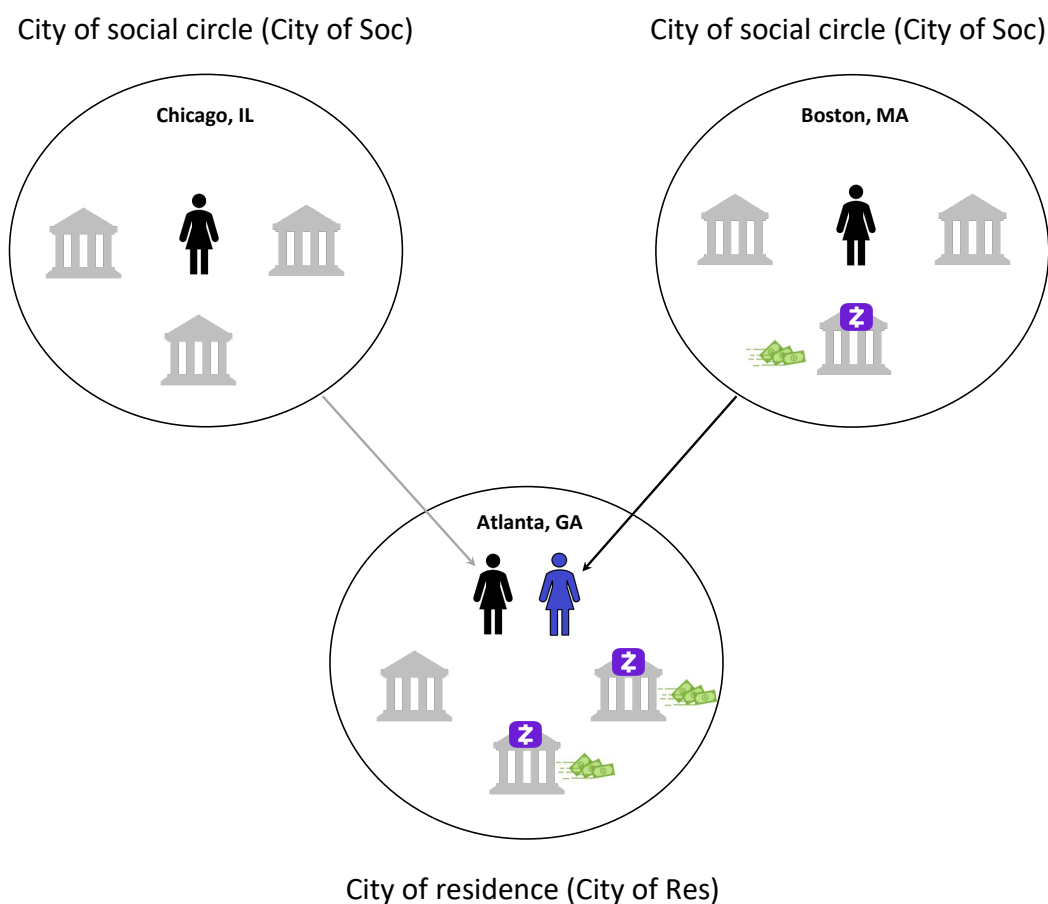 City of social circle (City of Soc)
City of social circle (City of Soc)
Chicago, IL
Boston, MA
Atlanta, GA
City of residence (City of Res)